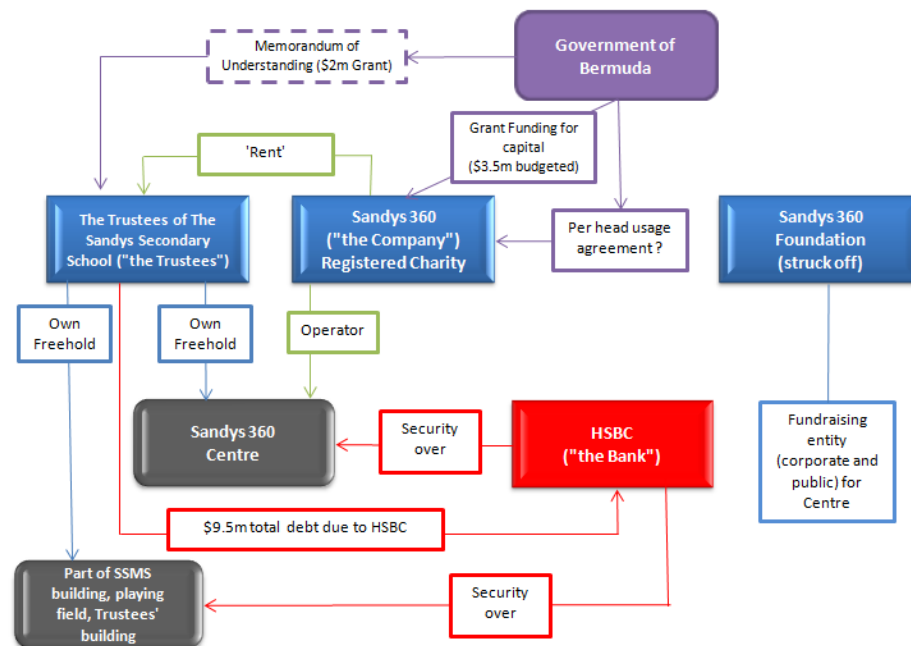 Memorandum of
Understanding ($2m Grant)
Government of
Bermuda
'Rent'
Grant Funding for
capital
($3.5m budgeted)
The Trustees of The
Sandys Secondary
School ("the Trustees")
Sandys 360
("the Company")
Registered Charity
Per head usage
agreement ?
Sandys 360
Foundation
(struck off)
Own
Freehold
Own
Freehold
Operator
Sandys 360
Centre
Security
over
HSBC
("the Bank")
Fundraising
entity
(corporate and
public) for
Centre
$9.5m total debt due to HSBC
Part of SSMS
building, playing
field, Trustees'
building
Security
over